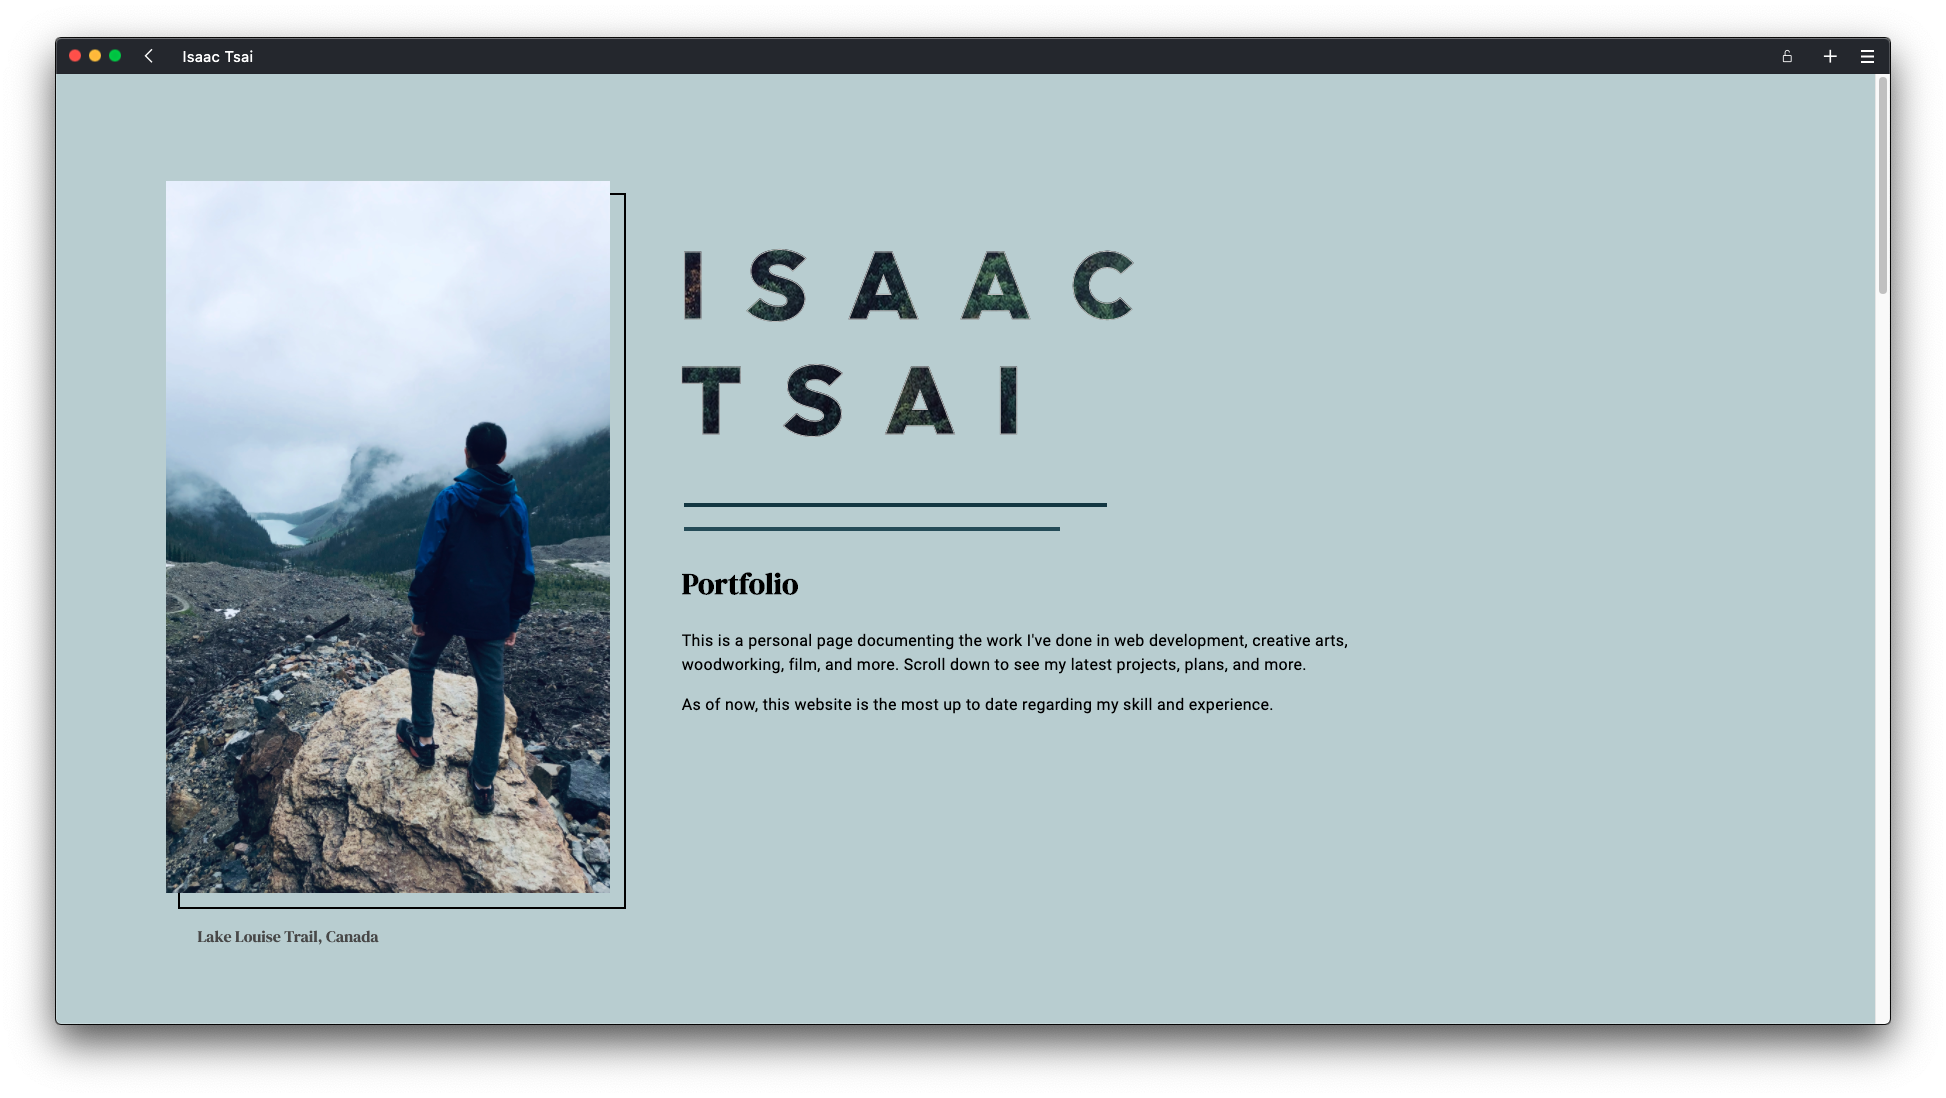 Isaac Tsai
ISAAC
TSAI
Portfolio
This is a personal page documenting the work I've done in web development, creative arts,
woodworking, film, and more. Scroll down to see my latest projects, plans, and more.
As of now, this website is the most up to date regarding my skill and experience.
Lake Louise Trail, Canada